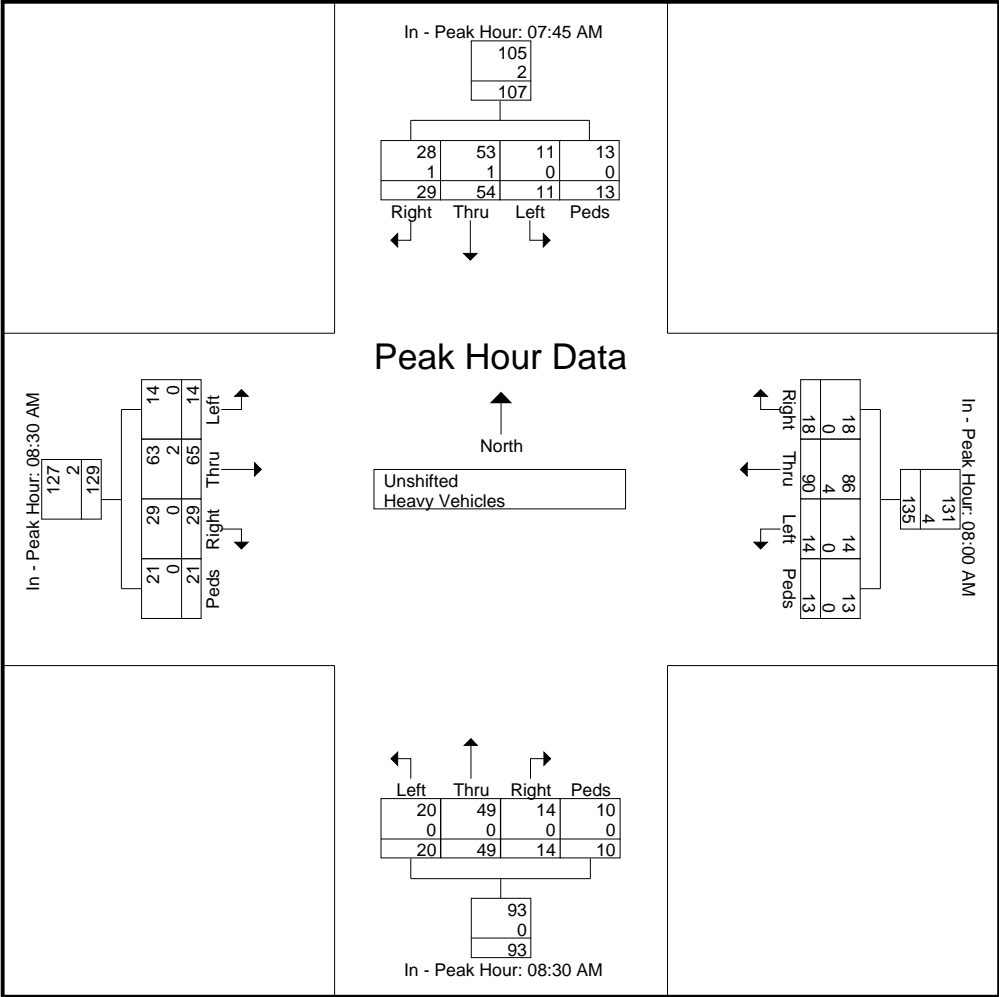 In - Peak Hour: 07:45 AM
105
2
107
28 53 11 13
1 1 0 0
29 54 11 13
Right Thru Left Peds
Peak Hour Data
North
Unshifted
Heavy Vehicles
In - Peak Hour: 08:30 AM
127
2
129
14 0 14 Left
63 2 65 Thru
29 0 29 Right
21 0 21 Peds
In - Peak Hour: 08:00 AM
131
4
135
18 0 18 Right
86 4 90 Thru
14 0 14 Left
13 0 13 Peds
Left Thru Right Peds
20 49 14 10
0 0 0 0
20 49 14 10
93
0
93
In - Peak Hour: 08:30 AM